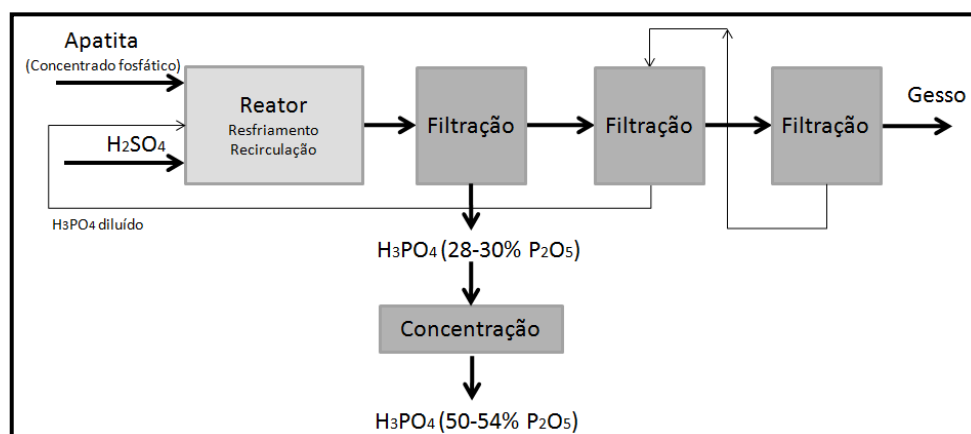 Apatita
(Concentrado fosfático)
H₂SO₄
H₃PO₄ diluído
Reator
Resfriamento
Recirculação
Filtração
Filtração
Filtração
Gesso
H₃PO₄ (28-30% P₂O₅)
Concentração
H₃PO₄ (50-54% P₂O₅)